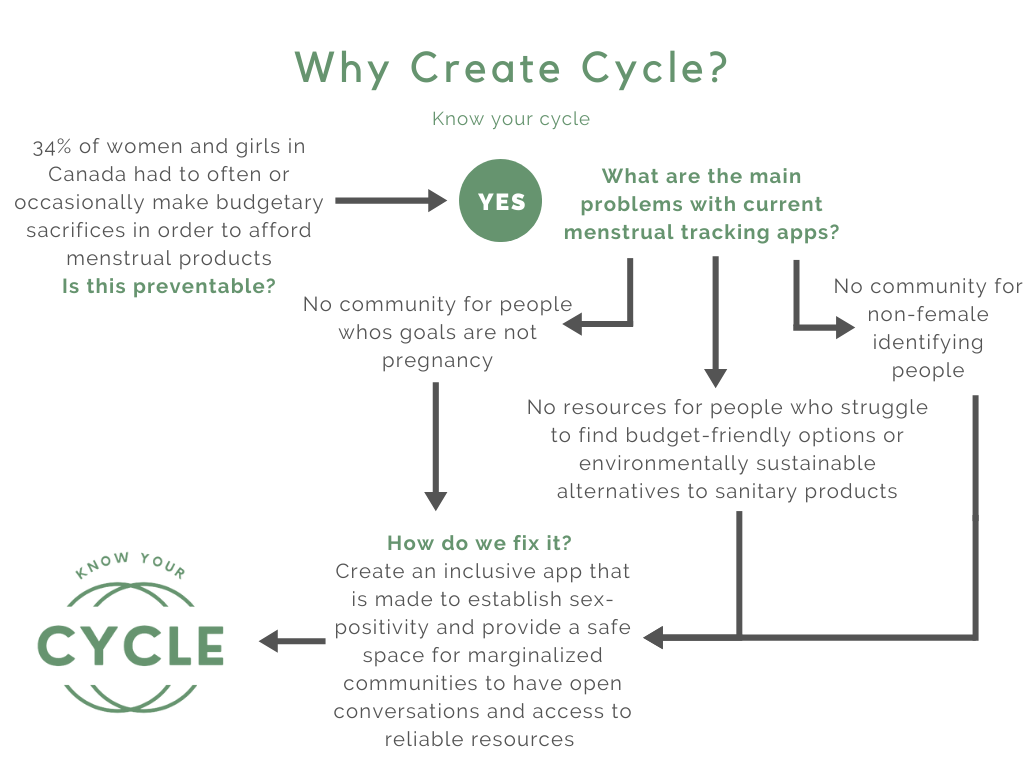 Why Create Cycle?
Know your cycle
34% of women and girls in
Canada had to often or
occasionally make budgetary
sacrifices in order to afford
menstrual products
Is this preventable?
YES
What are the main
problems with current
menstrual tracking apps?
No community for people
whos goals are not
pregnancy
No resources for people who struggle
to find budget-friendly options or
environmentally sustainable
alternatives to sanitary products
No community for
non-female
identifying
people
How do we fix it?
Create an inclusive app that
is made to establish sex-
positivity and provide a safe
space for marginalized
communities to have open
conversations and access to
reliable resources
KNOW YOUR
CYCLE